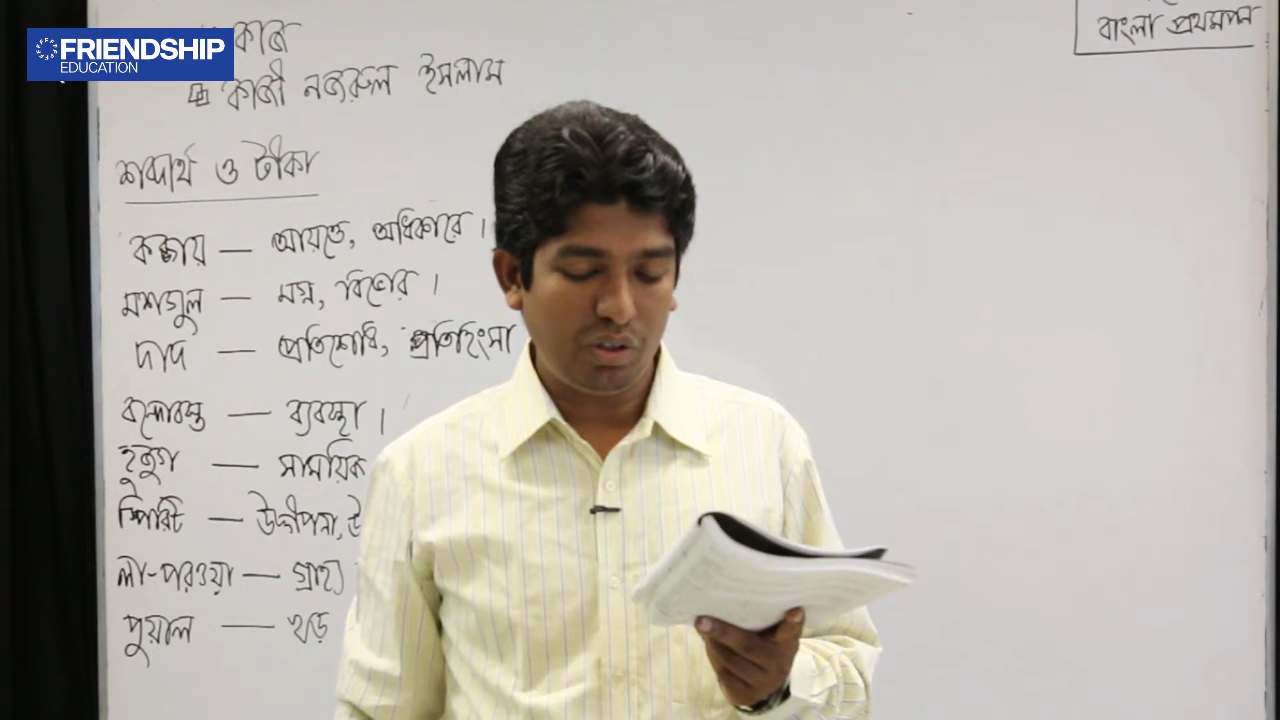 FRIENDSHIP
EDUCATION
কাজ
কাজী নজরুল ইসলাম
বাংলা প্রথমপত্র
শব্দার্থ ও টীকা
কব্জায় — আয়ত্তে, অধিকারে ।
মশগুল — মগ্ন, বিভোর ।
দাদ — প্রতিশোধ, প্রতিহিংসা
বন্দোবস্ত — ব্যবস্থা ।
হুজুগ — সাময়িক
স্পিরিট — উদ্দীপনা, উ
লা-পরওয়া — গ্রাহ্য
পুয়াল — খড়